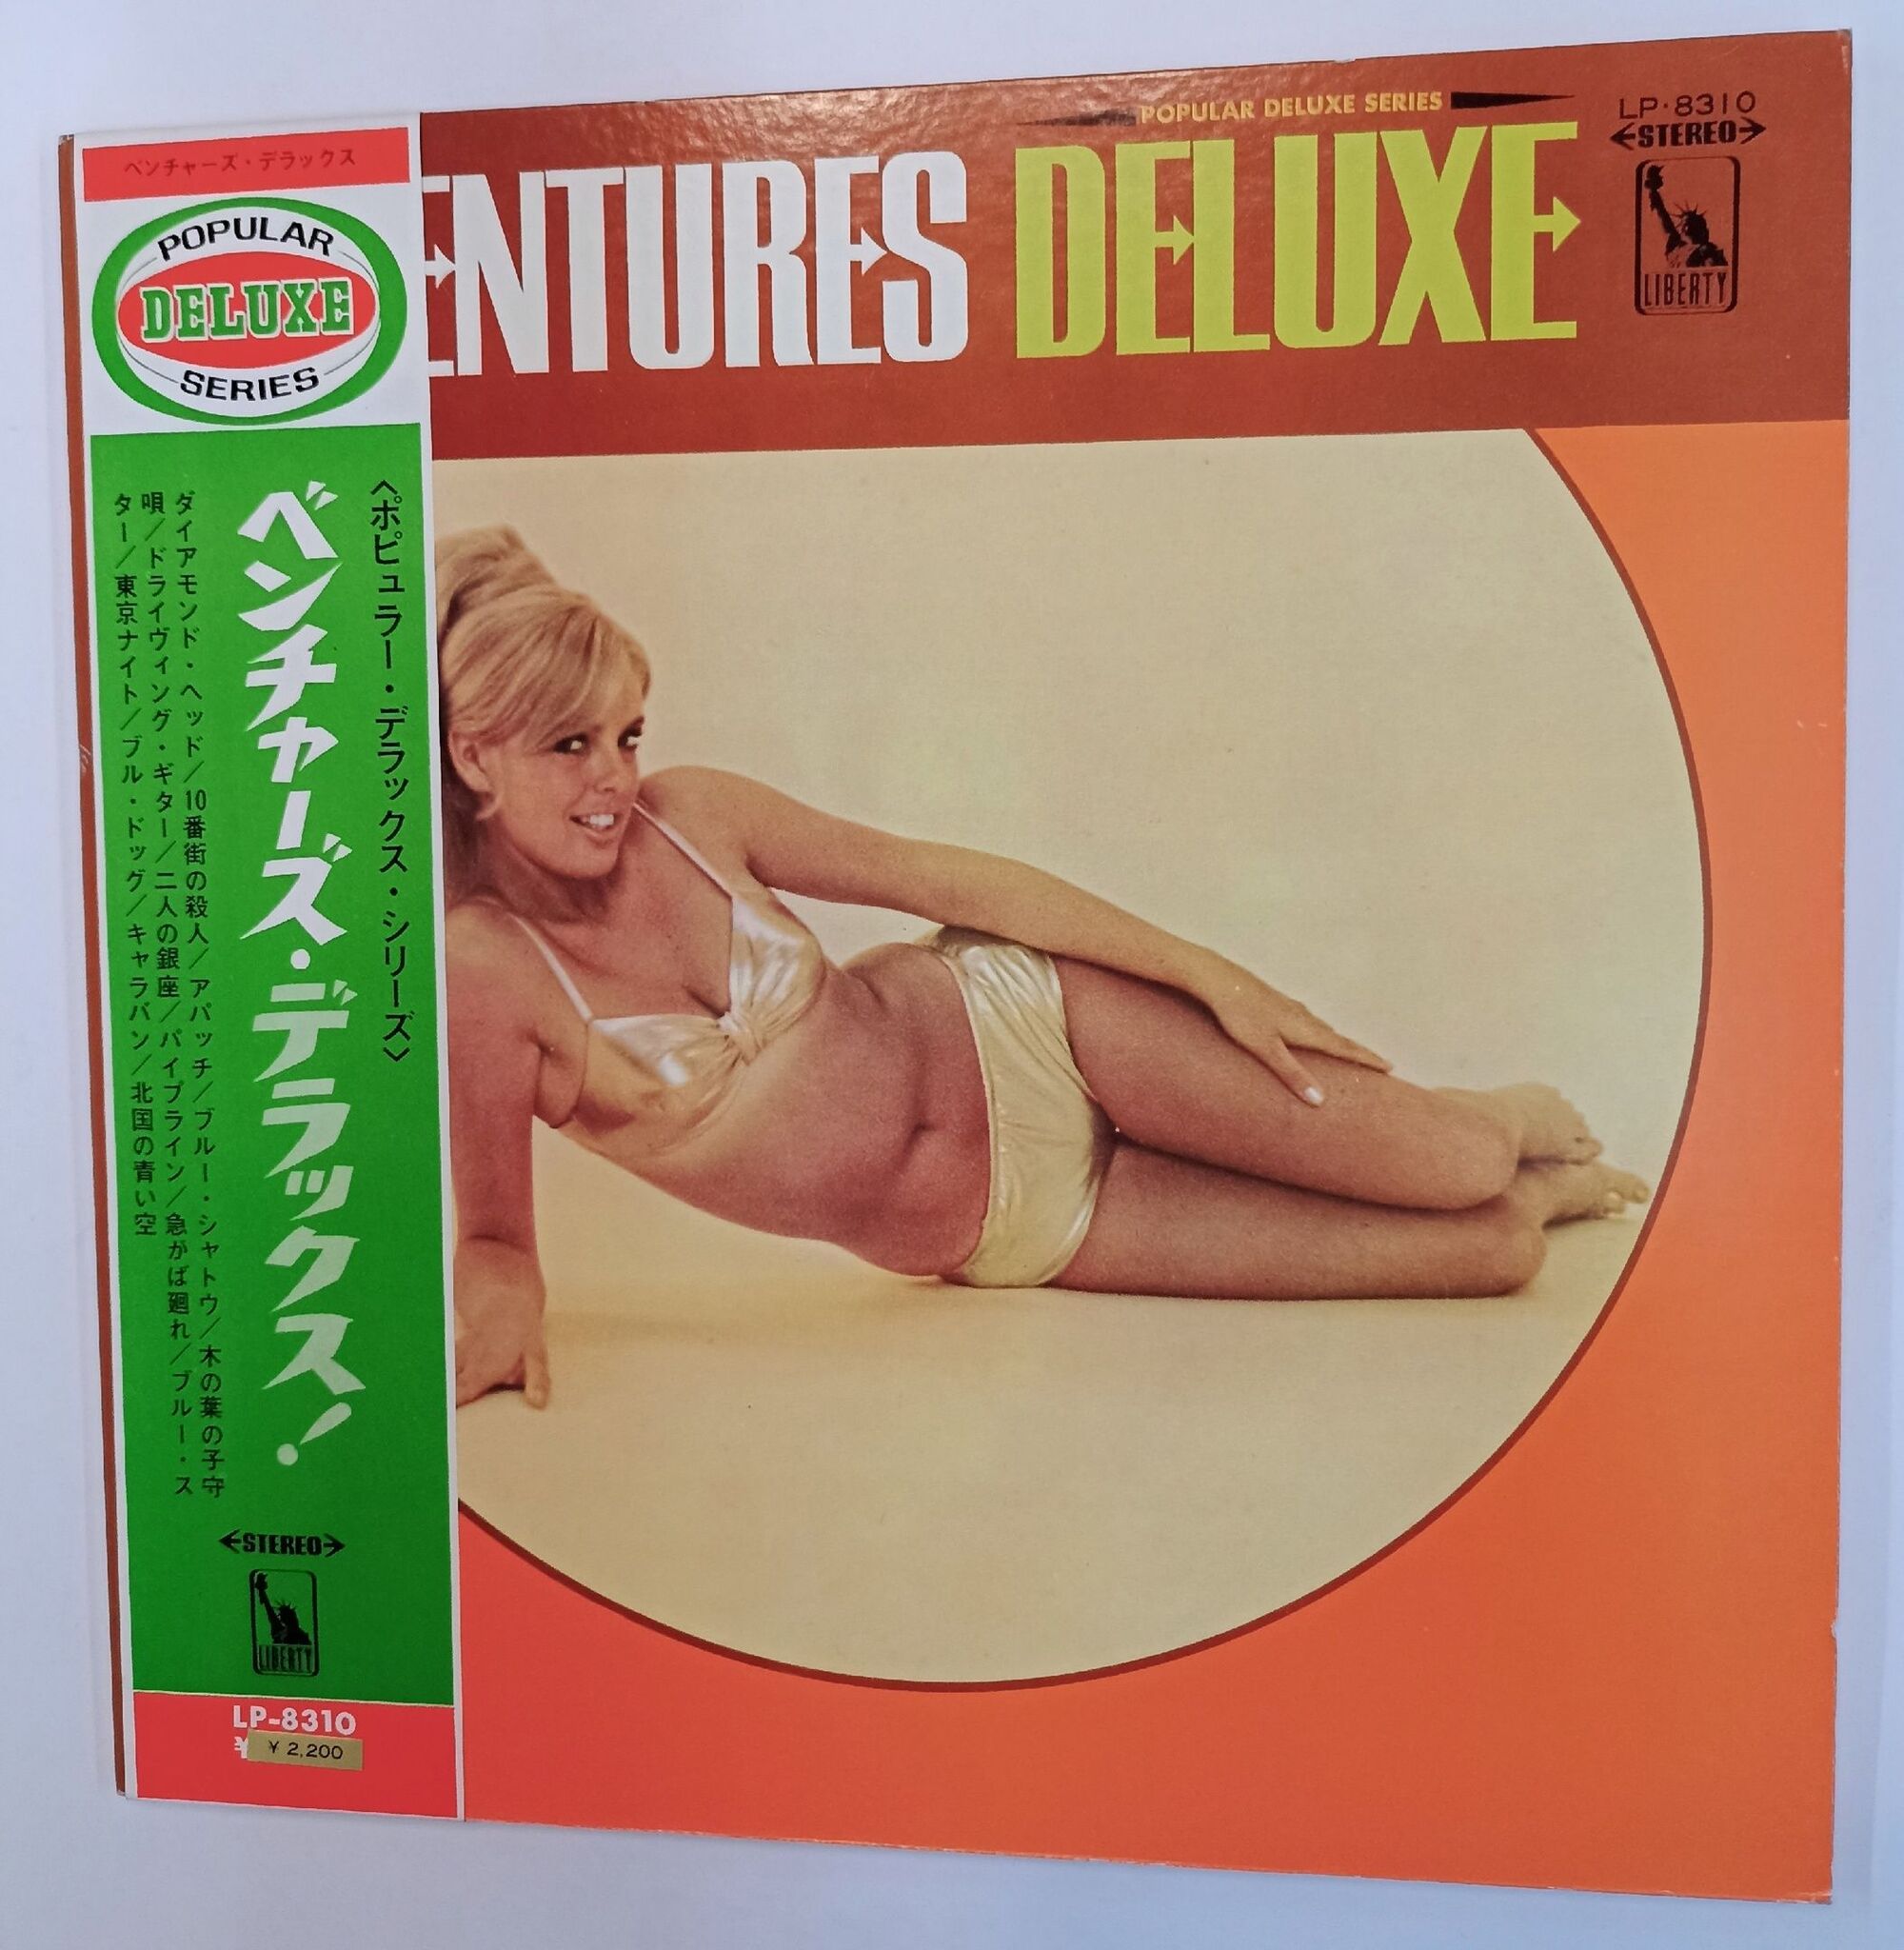 ベンチャーズ・デラックス
POPULAR
DELUXE
SERIES
〈ポピュラー・デラックス・シリーズ〉
ベンチャーズ・デラックス!
ダイアモンド・ヘッド/10番街の殺人/アパッチ/ブルー・シャトウ/木の葉の子守
唄/ドライヴィング・ギター/二人の銀座/パイプライン/急がば廻れ/ブルー・ス
ター/東京ナイト/ブル・ドッグ/キャラバン/北国の青い空
STEREO
LIBERTY
LP-8310
¥ 2,200
POPULAR DELUXE SERIES
ENTURES DELUXE
LP・8310
STEREO
LIBERTY